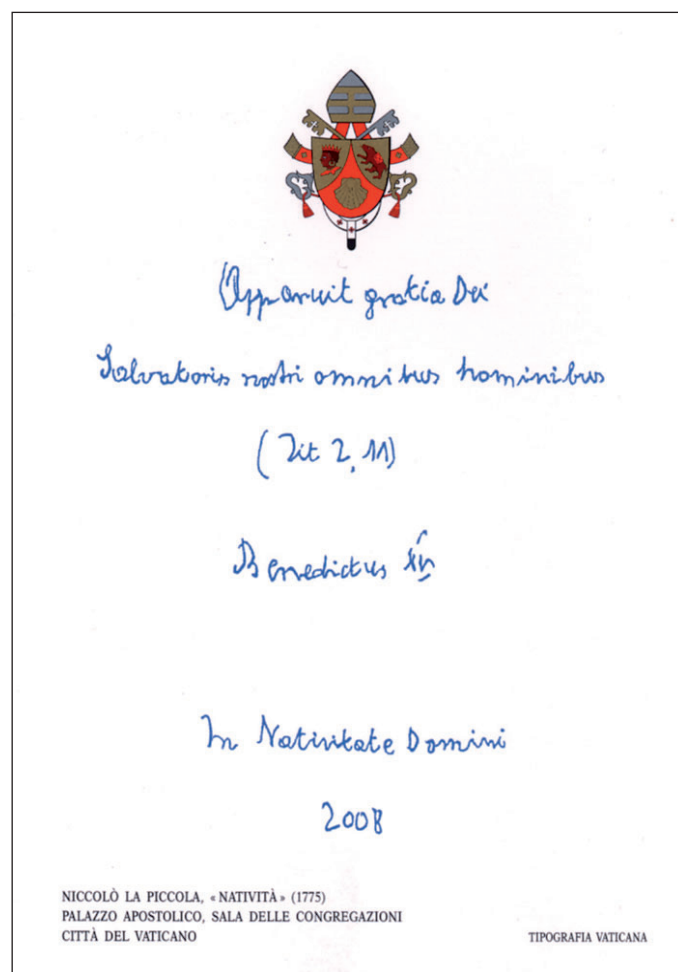 Apparuit gratia Dei
Salvatoris nostri omnibus hominibus
(Tit 2, 11)
Benedictus XVI
In Nativitate Domini
2008
NICCOLÒ LA PICCOLA, «NATIVITÀ» (1775)
PALAZZO APOSTOLICO, SALA DELLE CONGREGAZIONI
CITTÀ DEL VATICANO
TIPOGRAFIA VATICANA